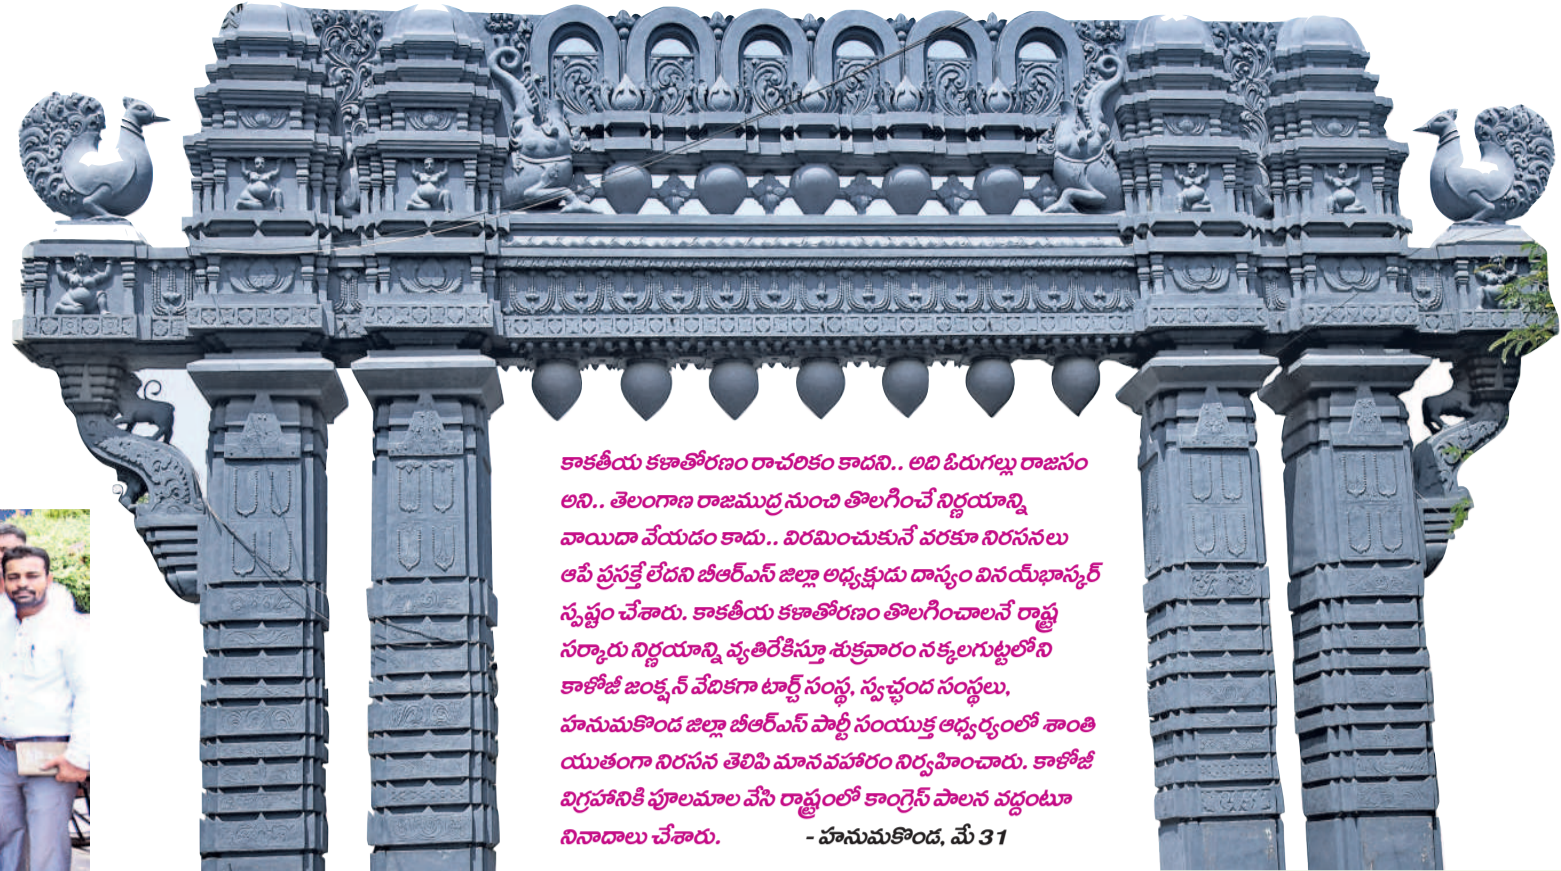 కాకతీయ కళాతోరణం రాచరికం కాదని.. అది ఓరుగల్లు రాజసం
అని.. తెలంగాణ రాజముద్ర నుంచి తొలగించే నిర్ణయాన్ని
వాయిదా వేయడం కాదు.. విరమించుకునే వరకూ నిరసనలు
ఆపే ప్రసక్తే లేదని బీఆర్ఎస్ జిల్లా అధ్యక్షుడు దాస్యం వినయ్‌భాస్కర్
స్పష్టం చేశారు. కాకతీయ కళాతోరణం తొలగించాలనే రాష్ట్ర
సర్కారు నిర్ణయాన్ని వ్యతిరేకిస్తూ శుక్రవారం నక్కలగుట్టలోని
కాళోజీ జంక్షన్ వేదికగా టార్చ్ సంస్థ, స్వచ్ఛంద సంస్థలు,
హనుమకొండ జిల్లా బీఆర్ఎస్ పార్టీ సంయుక్త ఆధ్వర్యంలో శాంతి
యుతంగా నిరసన తెలిపి మానవహారం నిర్వహించారు. కాళోజీ
విగ్రహానికి పూలమాల వేసి రాష్ట్రంలో కాంగ్రెస్ పాలన వద్దంటూ
నినాదాలు చేశారు. - హనుమకొండ, మే 31